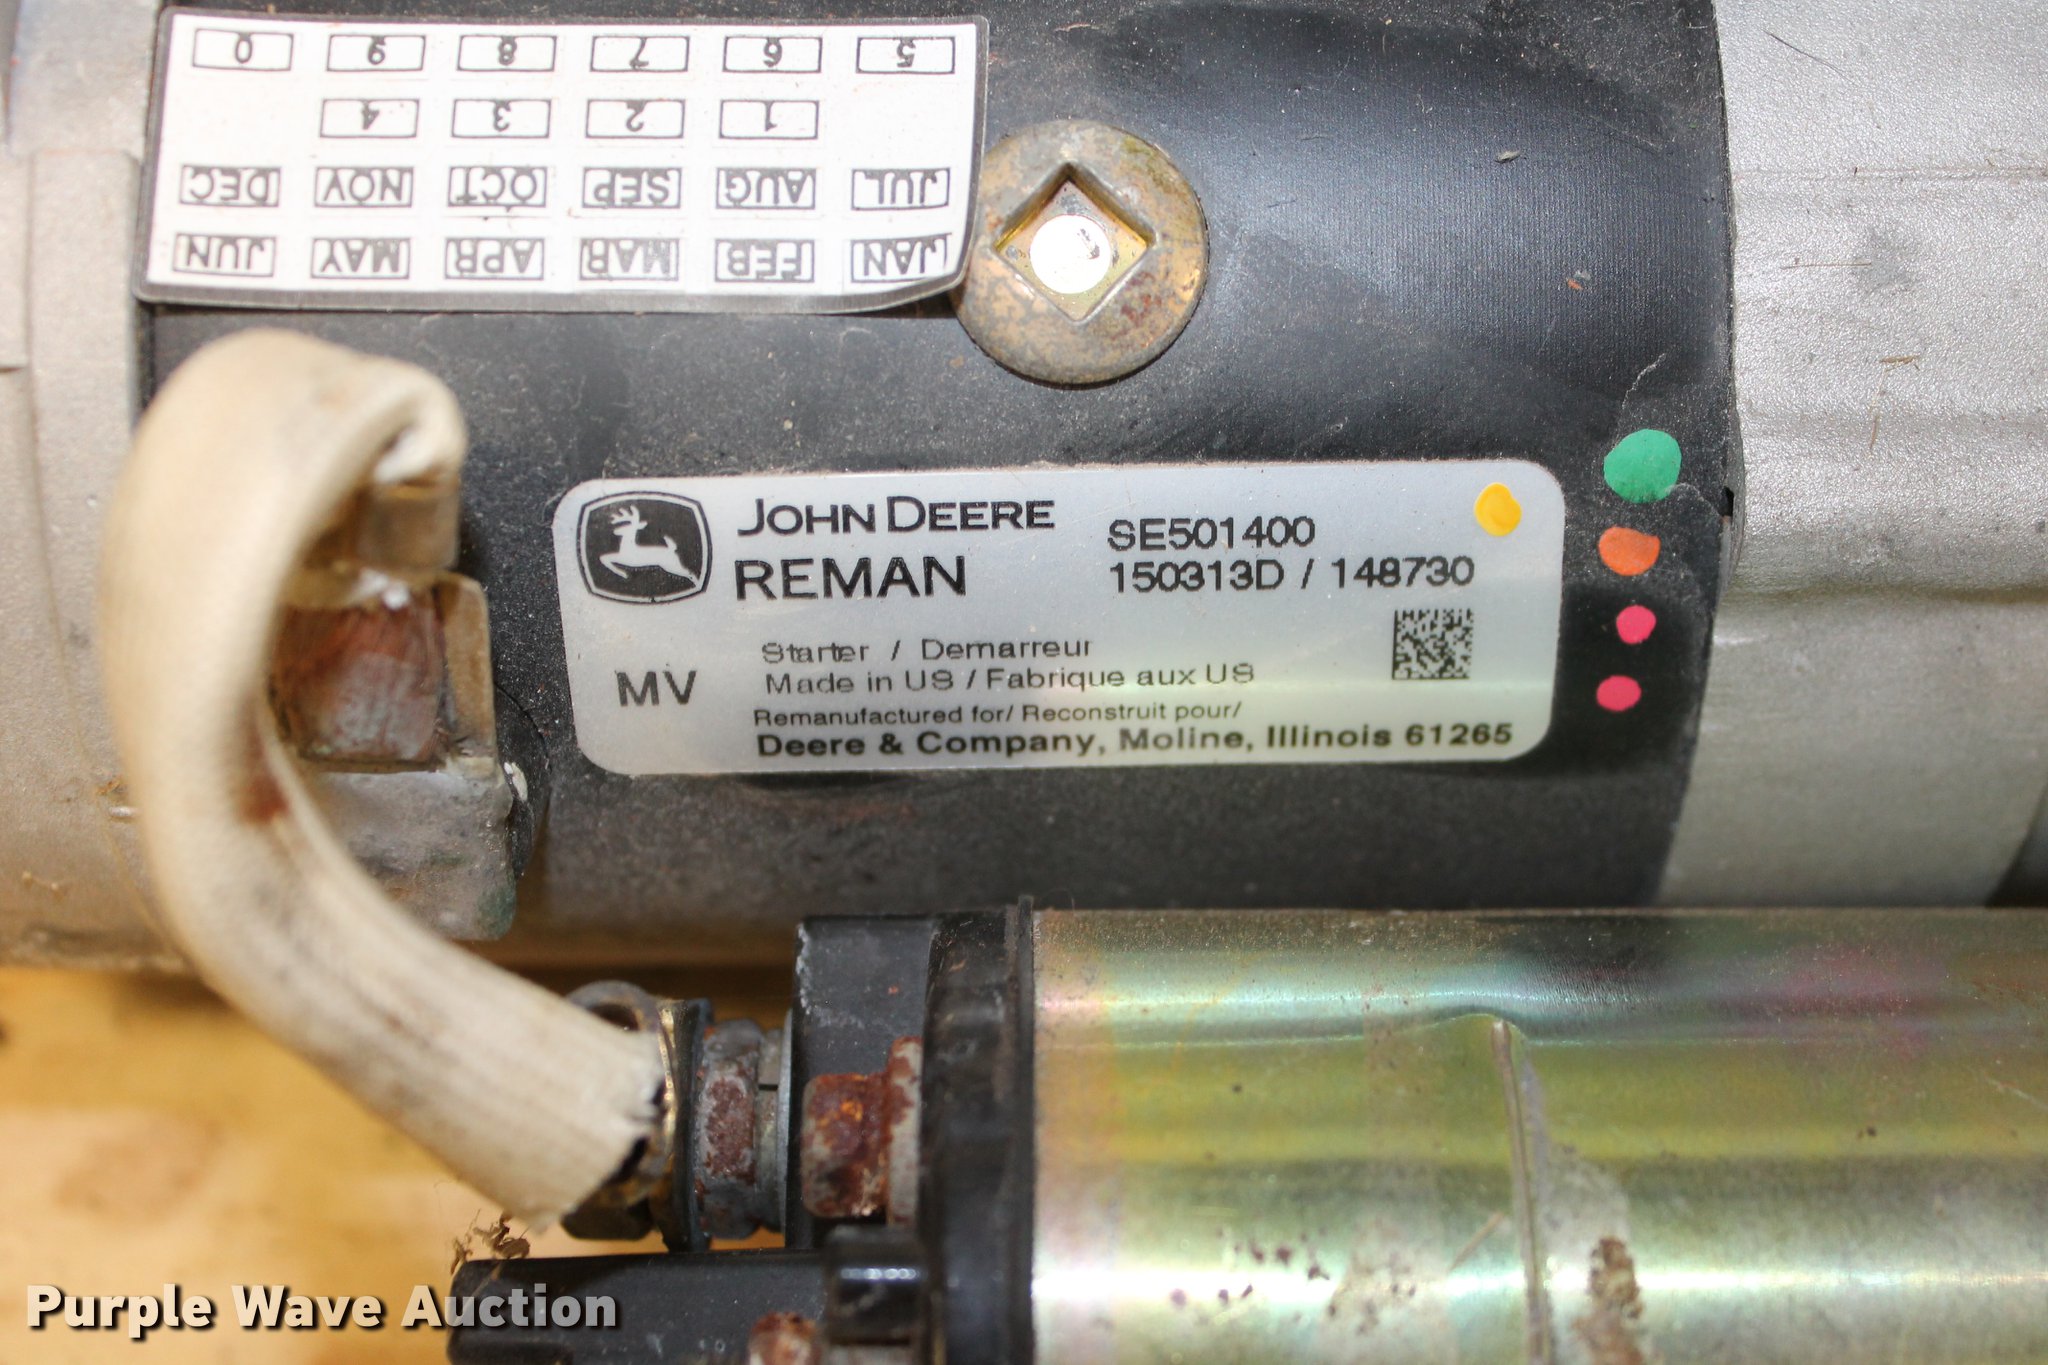 JAN FEB MAR APR MAY JUN
JUL AUG SEP OCT NOV DEC
1 2 3 4
5 6 7 8 9 0
JOHN DEERE
REMAN
SE501400
150313D / 148730
MV
Starter / Demarreur
Made in US / Fabrique aux US
Remanufactured for/ Reconstruit pour/
Deere & Company, Moline, Illinois 61265
Purple Wave Auction